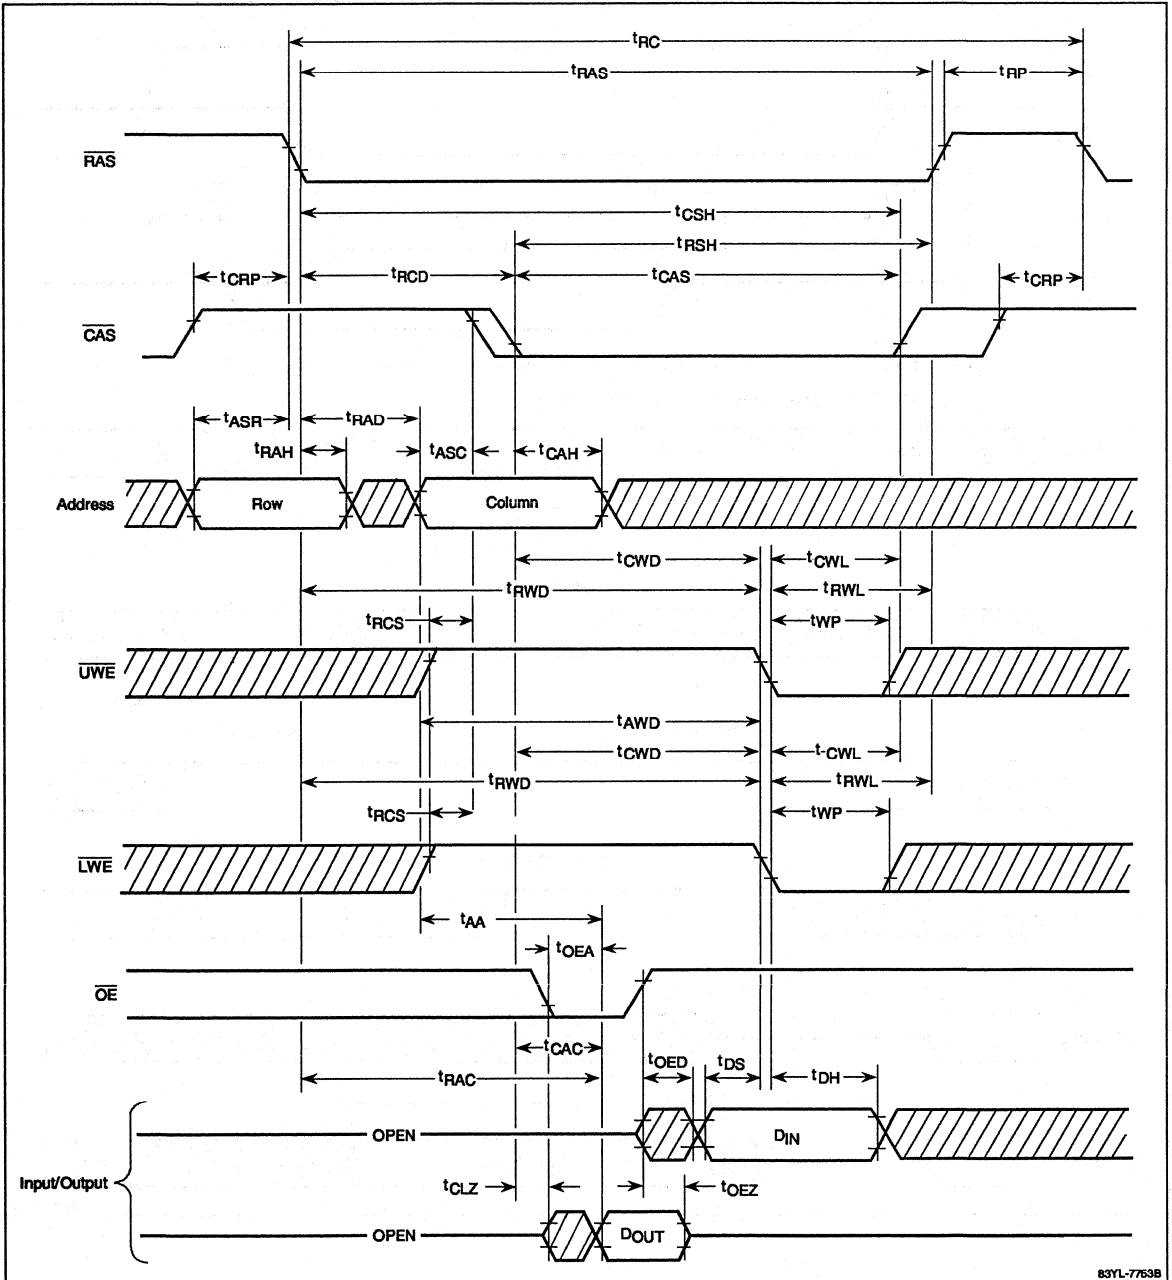 tRC
tRAS
tRP
RAS
tCSH
tRSH
tCRP
tRCD
tCAS
tCRP
CAS
tASR
tRAD
tRAH
tASC
tCAH
Address
Row
Column
tCWD
tCWL
tRWD
tRWL
tRCS
tWP
UWE
tAWD
tCWD
t-CWL
tRWD
tRWL
tRCS
tWP
LWE
tAA
tOEA
OE
tCAC
tOED
tDS
tRAC
tDH
OPEN
DIN
Input/Output
tCLZ
tOEZ
OPEN
DOUT
83YL-7753B